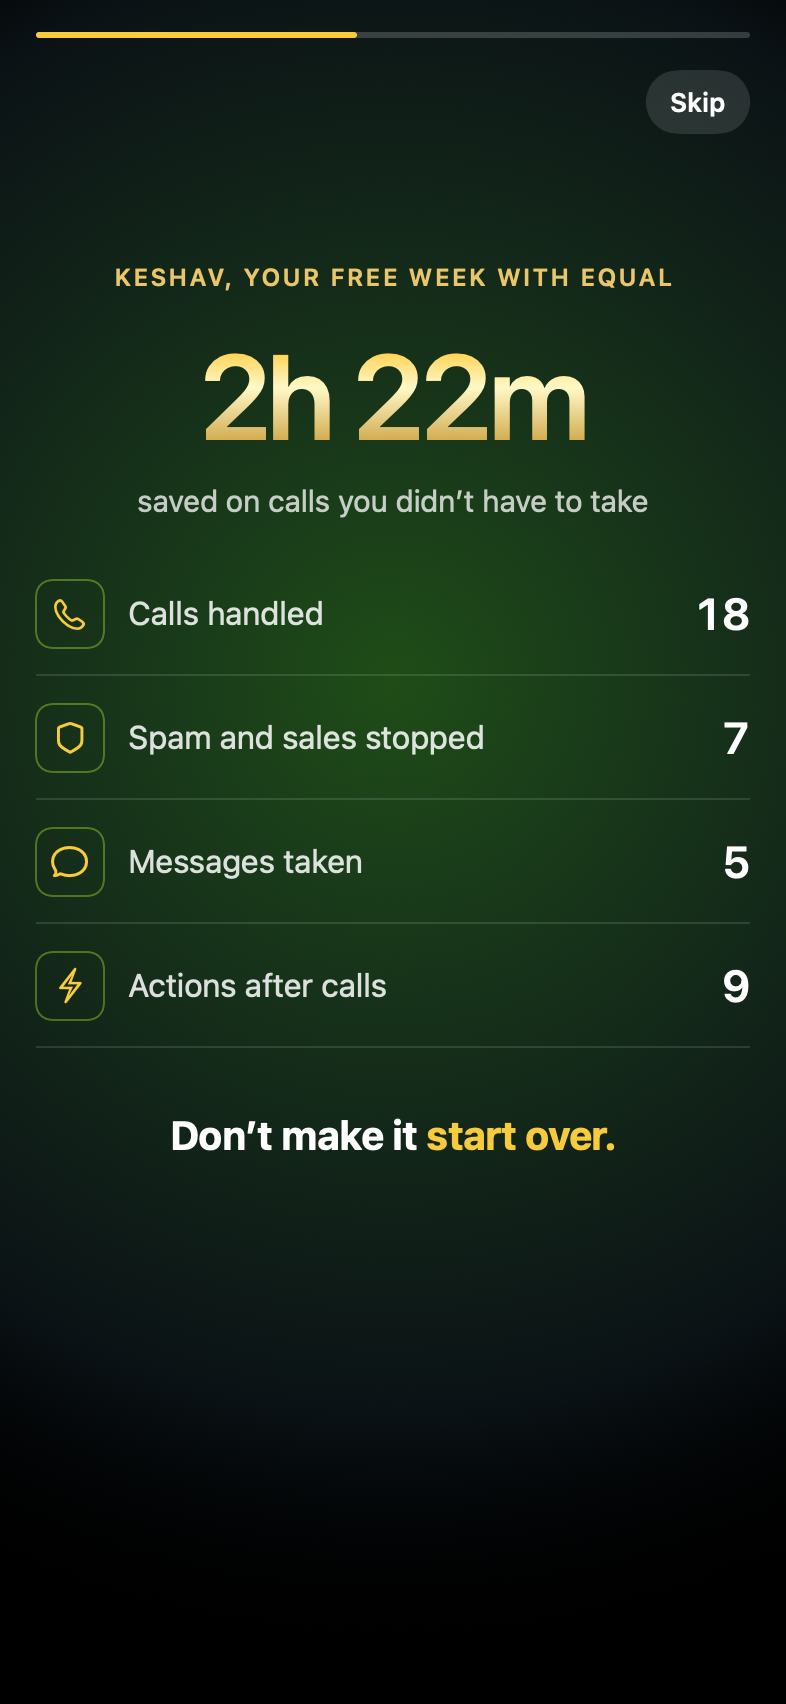 Skip
KESHAV, YOUR FREE WEEK WITH EQUAL
2h 22m
saved on calls you didn’t have to take
Calls handled 18
Spam and sales stopped 7
Messages taken 5
Actions after calls 9
Don’t make it start over.